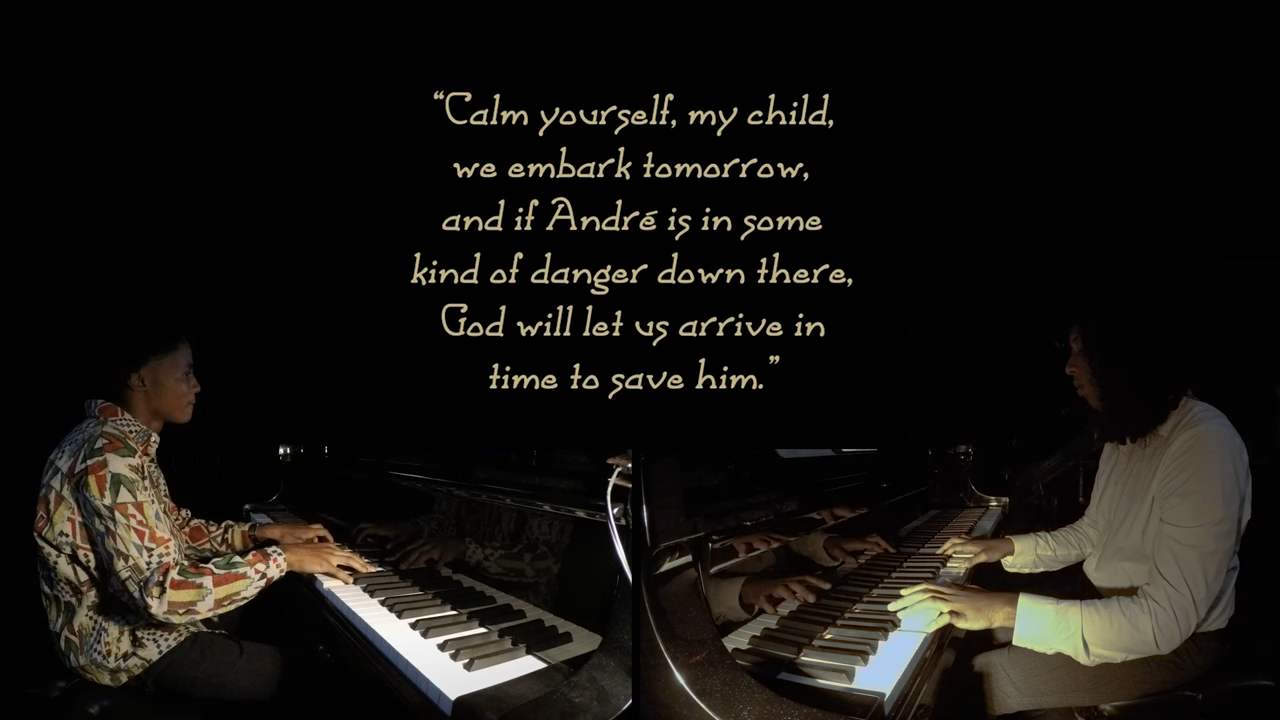 “Calm yourself, my child,
we embark tomorrow,
and if André is in some
kind of danger down there,
God will let us arrive in
time to save him.”